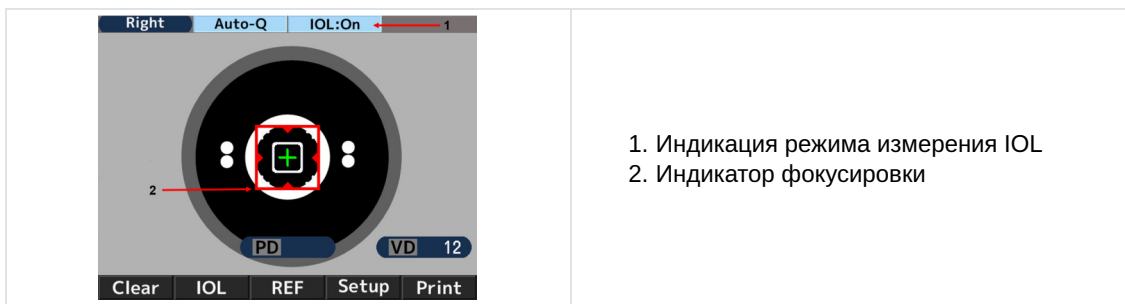 Right Auto-Q IOL:On 1
2
PD VD 12
Clear IOL REF Setup Print
1. Индикация режима измерения IOL
2. Индикатор фокусировки